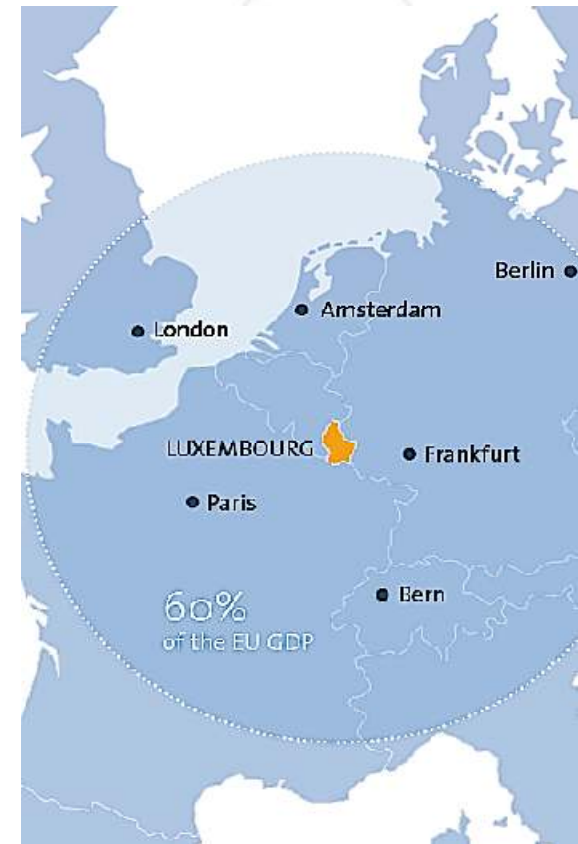 Berlin
Amsterdam
London
LUXEMBOURG
Frankfurt
Paris
Bern
60%
of the EU GDP